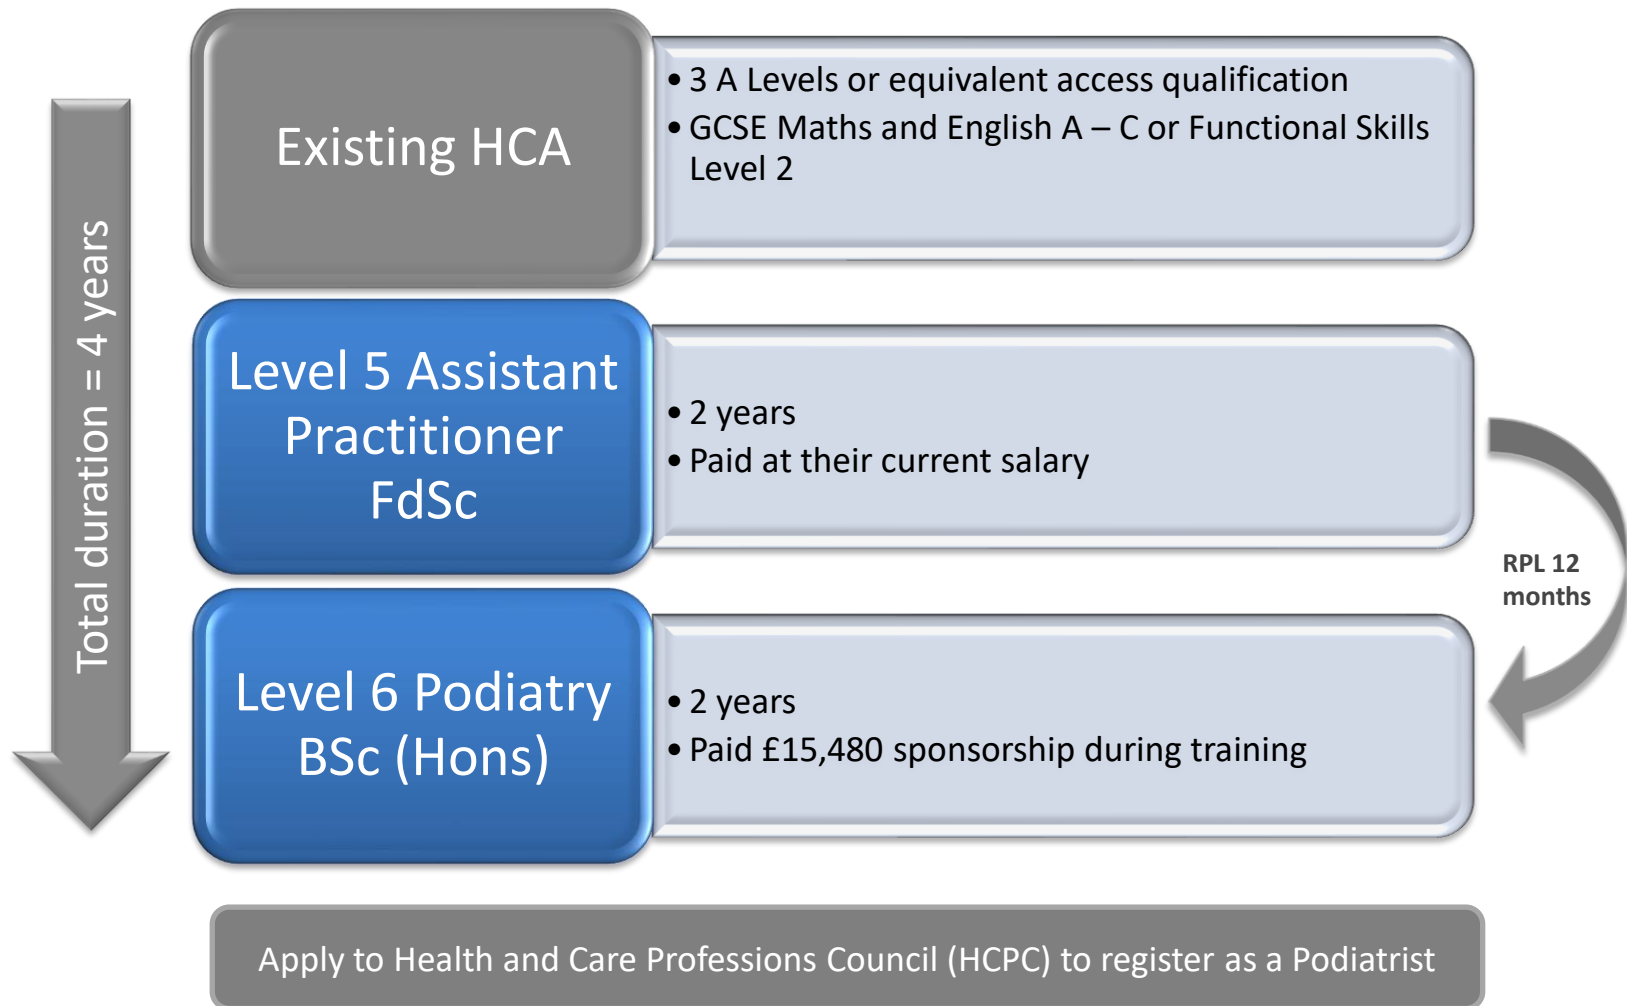 Total duration = 4 years
Existing HCA
• 3 A Levels or equivalent access qualification
• GCSE Maths and English A – C or Functional Skills
Level 2
Level 5 Assistant
Practitioner
FdSc
• 2 years
• Paid at their current salary
RPL 12
months
Level 6 Podiatry
BSc (Hons)
• 2 years
• Paid £15,480 sponsorship during training
Apply to Health and Care Professions Council (HCPC) to register as a Podiatrist